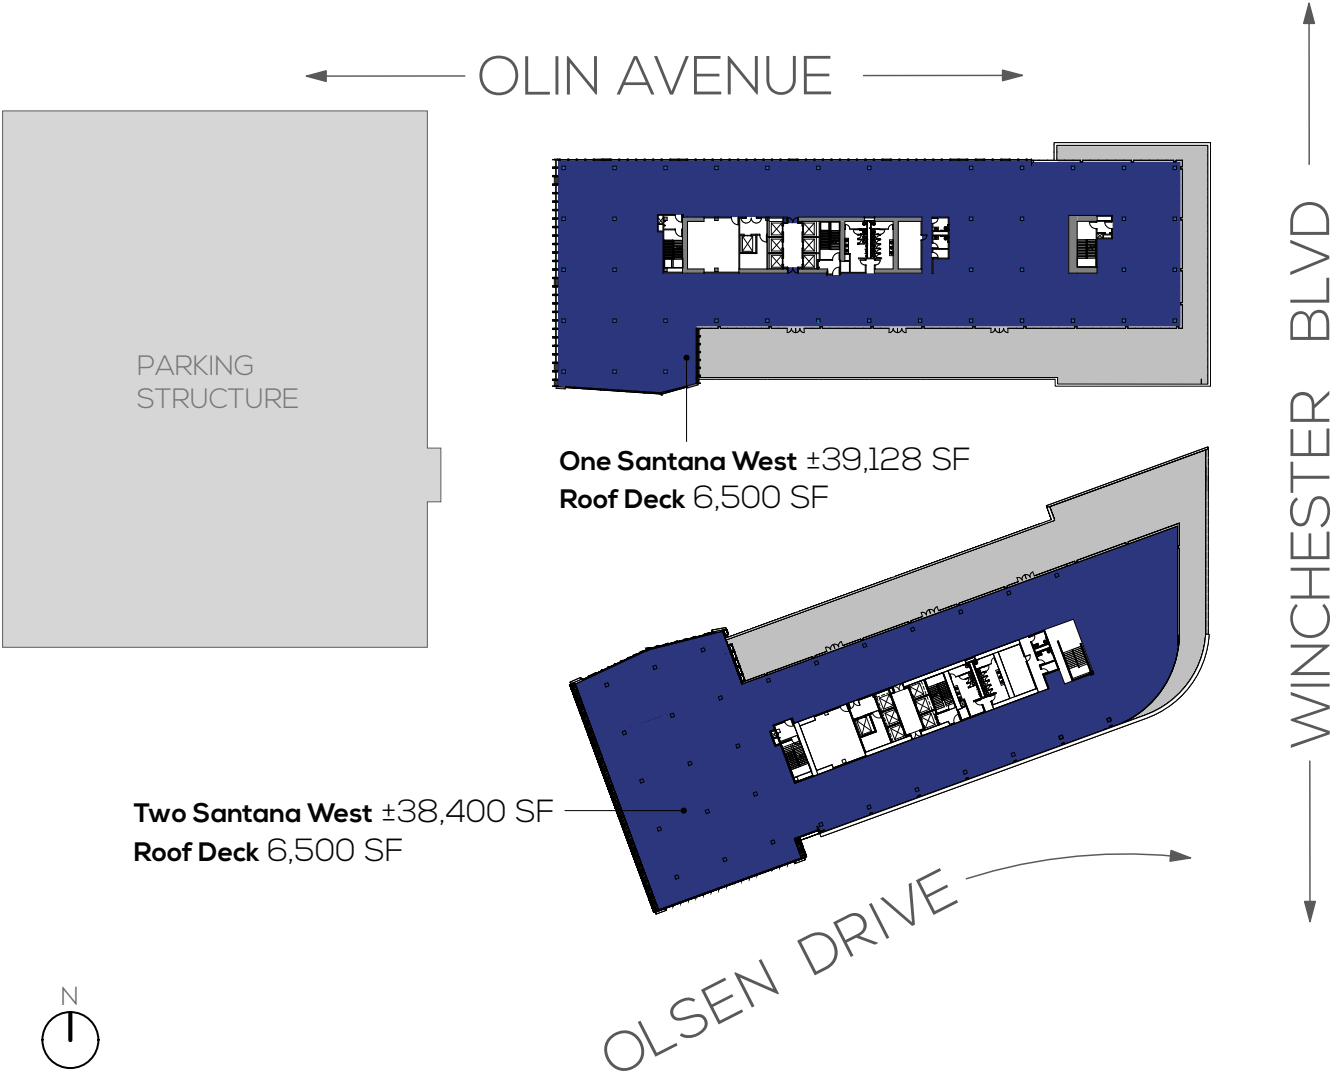 OLIN AVENUE
WINCHESTER BLVD
PARKING
STRUCTURE
One Santana West ±39,128 SF
Roof Deck 6,500 SF
Two Santana West ±38,400 SF
Roof Deck 6,500 SF
OLSEN DRIVE
N